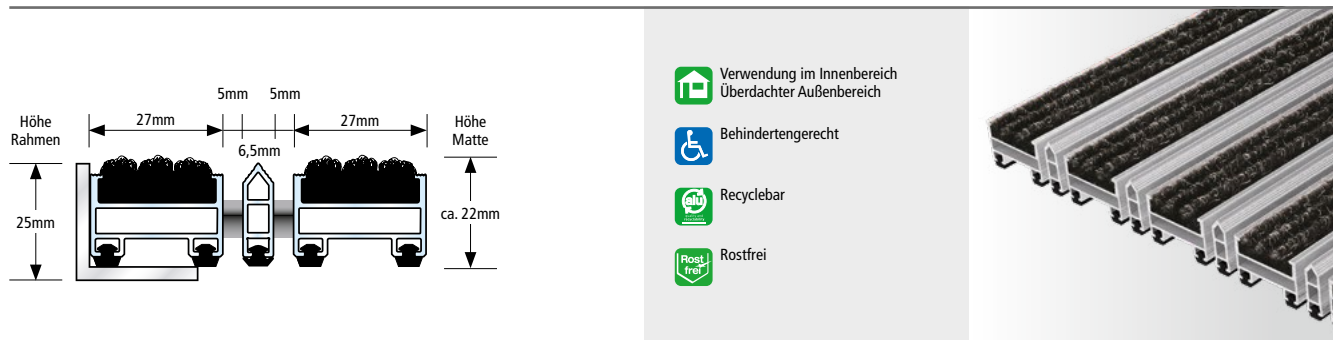 5mm 5mm
Höhe
Rahmen
27mm
27mm
Höhe
Matte
6,5mm
25mm
ca. 22mm
Verwendung im Innenbereich
Überdachter Außenbereich
Behindertengerecht
alu
Recyclebar
Rost
frei
Rostfrei